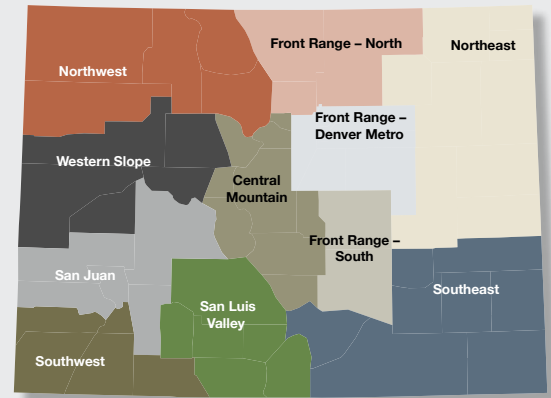 Front Range – North
Northeast
Northwest
Front Range –
Denver Metro
Western Slope
Central
Mountain
Front Range –
South
San Juan
Southeast
San Luis
Valley
Southwest